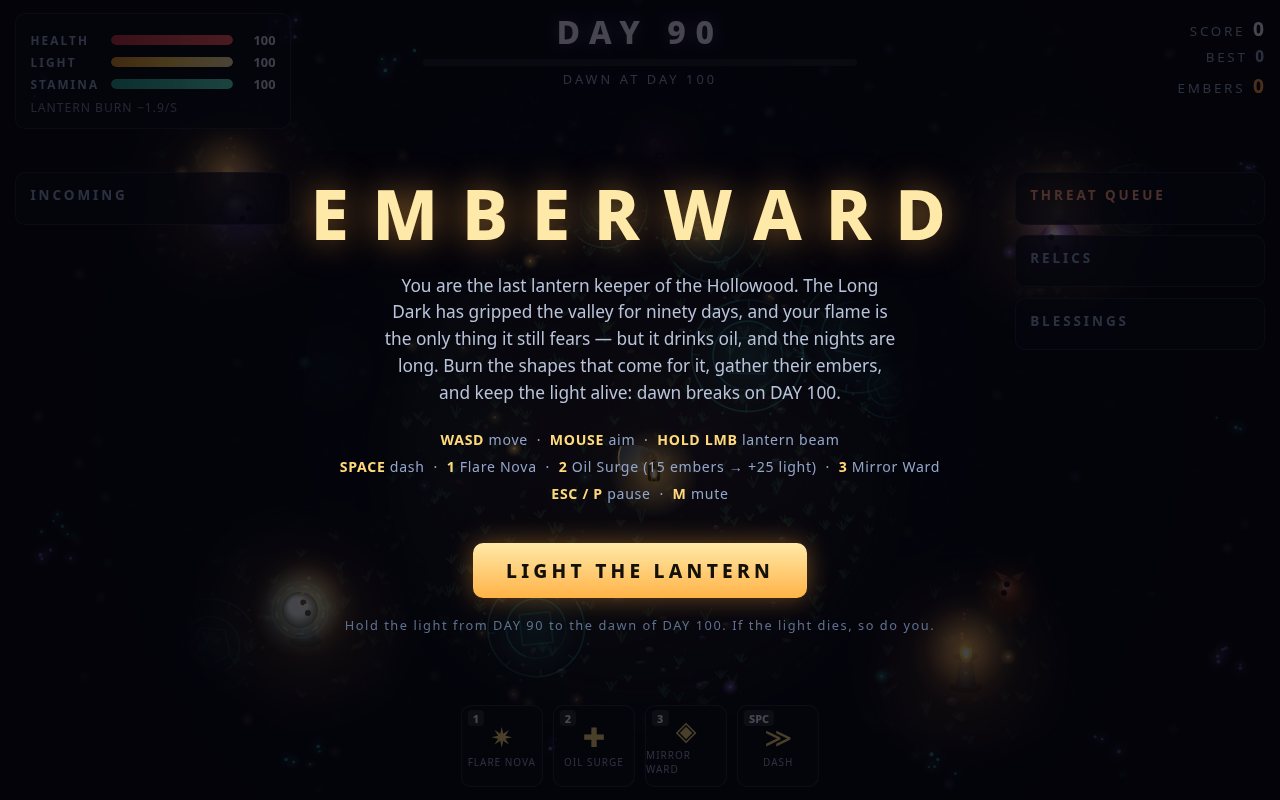 DAY 90
DAWN AT DAY 100
HEALTH 100
LIGHT 100
STAMINA 100
LANTERN BURN −1.9/S
SCORE 0
BEST 0
EMBERS 0
INCOMING
THREAT QUEUE
RELICS
BLESSINGS
EMBERWARD
You are the last lantern keeper of the Hollowood. The Long
Dark has gripped the valley for ninety days, and your flame is
the only thing it still fears — but it drinks oil, and the nights are
long. Burn the shapes that come for it, gather their embers,
and keep the light alive: dawn breaks on DAY 100.
WASD move · MOUSE aim · HOLD LMB lantern beam
SPACE dash · 1 Flare Nova · 2 Oil Surge (15 embers → +25 light) · 3 Mirror Ward
ESC / P pause · M mute
LIGHT THE LANTERN
Hold the light from DAY 90 to the dawn of DAY 100. If the light dies, so do you.
1
FLARE NOVA
2
OIL SURGE
3
MIRROR
WARD
SPC
DASH